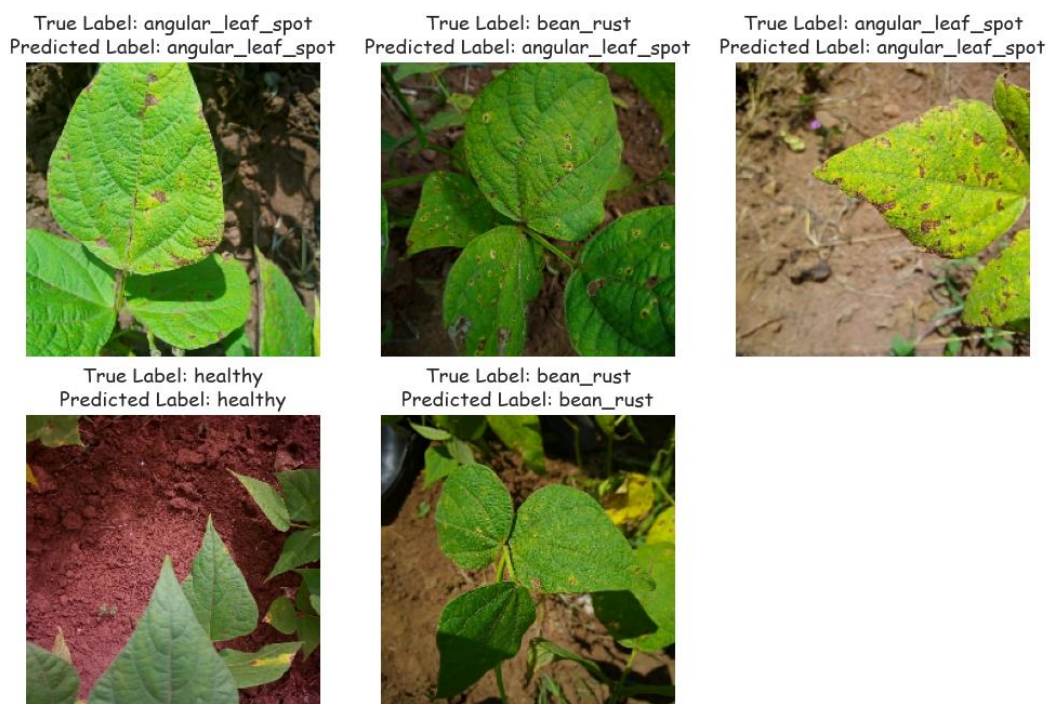 True Label: angular_leaf_spot
Predicted Label: angular_leaf_spot
True Label: bean_rust
Predicted Label: angular_leaf_spot
True Label: angular_leaf_spot
Predicted Label: angular_leaf_spot
True Label: healthy
Predicted Label: healthy
True Label: bean_rust
Predicted Label: bean_rust